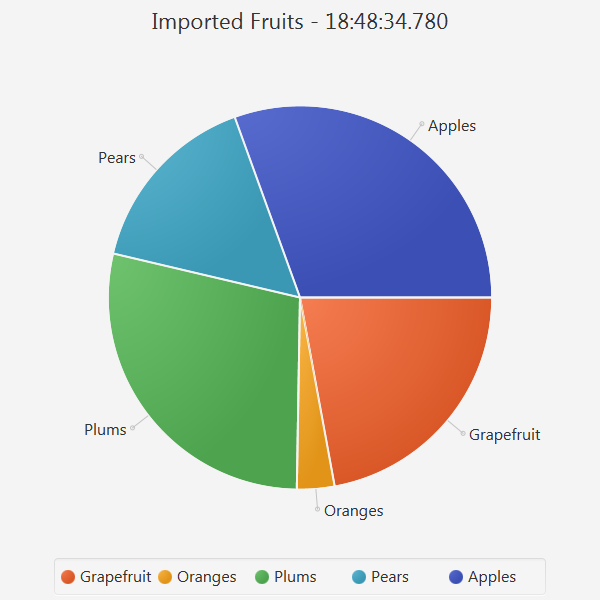 Imported Fruits - 18:48:34.780
Apples
Pears
Plums
Grapefruit
Oranges
Grapefruit Oranges Plums Pears Apples